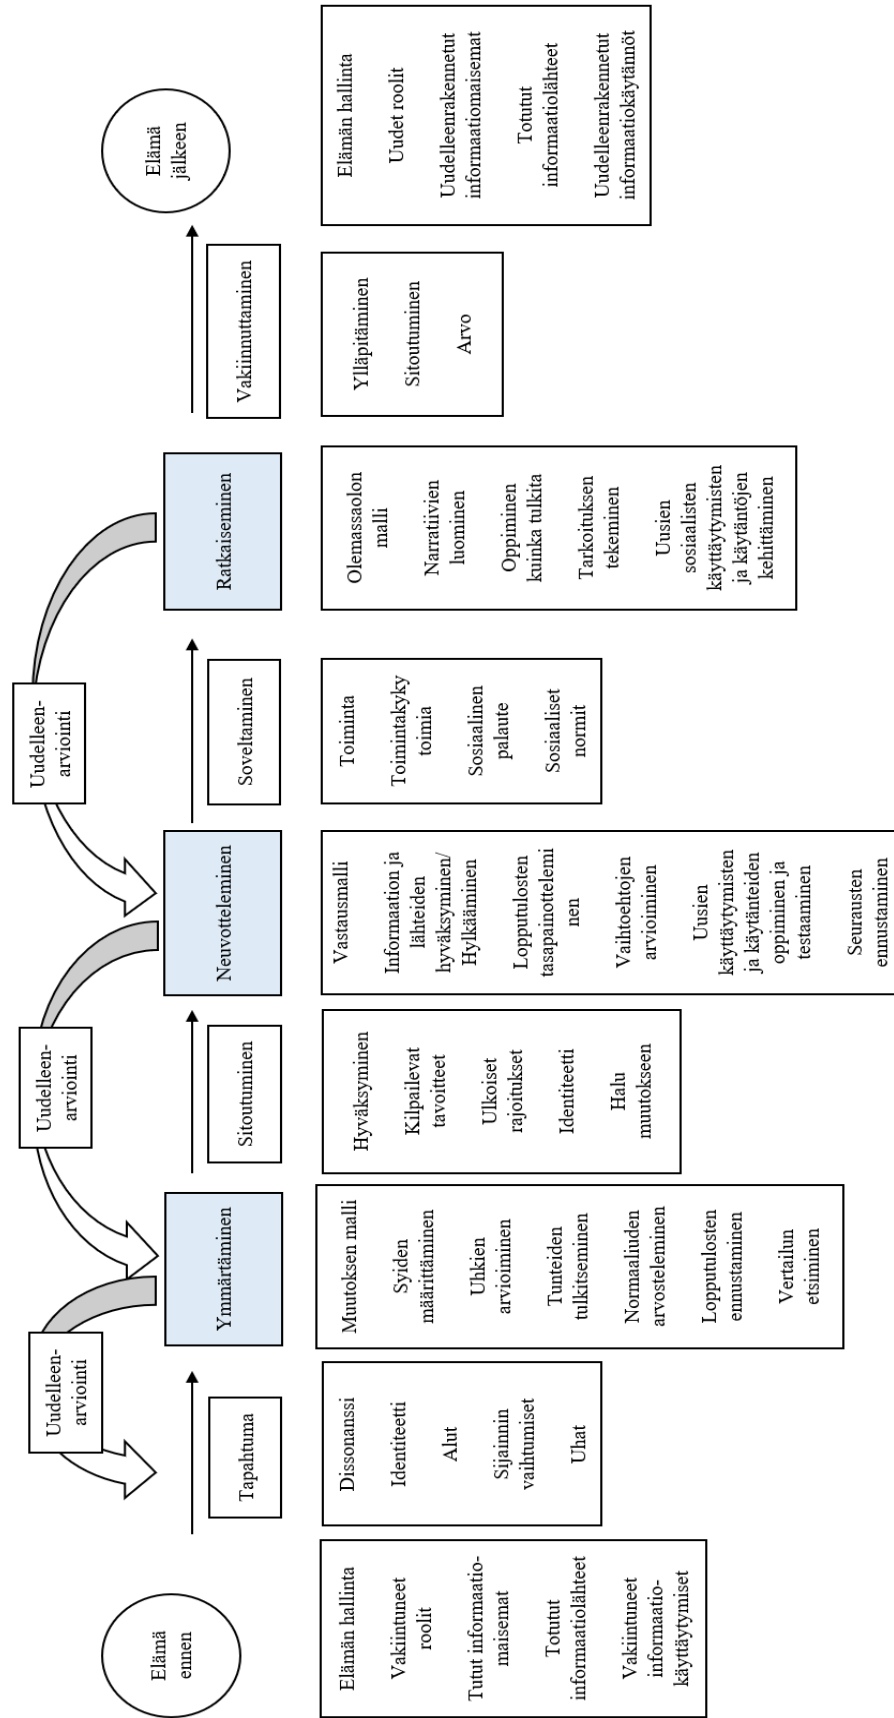 Elämä
ennen
Elämän hallinta
Vakiintuneet
roolit
Tutut informaatio-
maisemat
Totutut
informaatiolähteet
Vakiintuneet
informaatio-
käyttäytymiset
Uudelleen-
arviointi
Tapahtuma
Dissonanssi
Identiteetti
Alut
Sijainnin
vaihtumiset
Uhat
Ymmärtäminen
Muutoksen malli
Syiden
määrittäminen
Uhkien
arvioiminen
Tunteiden
tulkitseminen
Normaaliuden
arvosteleminen
Lopputulosten
ennustaminen
Vertailun
etsiminen
Uudelleen-
arviointi
Sitoutuminen
Hyväksyminen
Kilpailevat
tavoitteet
Ulkoiset
rajoitukset
Identiteetti
Halu
muutokseen
Neuvotteleminen
Vastausmalli
Information ja
lähteiden
hyväksyminen/
Hylkääminen
Lopputulosten
tasapainottelemi
nen
Vaihtoehtojen
arvioiminen
Uusien
käyttäytymisten
ja käytänteiden
oppiminen ja
testaaminen
Seurausten
ennustaminen
Uudelleen-
arviointi
Soveltaminen
Toiminta
Toimintakyky
toimia
Sosiaalinen
palaute
Sosiaaliset
normit
Ratkaiseminen
Olemassaolon
malli
Narratiivien
luominen
Oppiminen
kuinka tulkita
Tarkoituksen
tekeminen
Uusien
sosiaalisten
käyttäytymisten
ja käytäntöjen
kehittäminen
Vakiinnuttaminen
Ylläpitäminen
Sitoutuminen
Arvo
Elämä
jälkeen
Elämän hallinta
Uudet roolit
Uudelleenrakennetut
informaatiomaisemat
Totutut
informaatiolähteet
Uudelleenrakennetut
informaatiokäytännöt